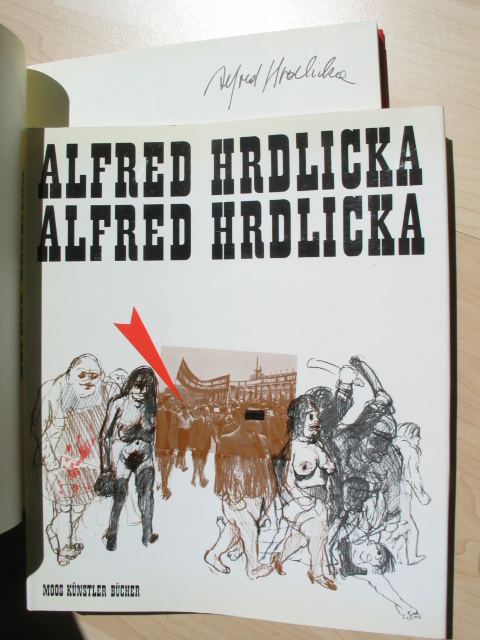 Alfred Hrdlicka
ALFRED HRDLICKA
ALFRED HRDLICKA
MOOS KÜNSTLER BÜCHER